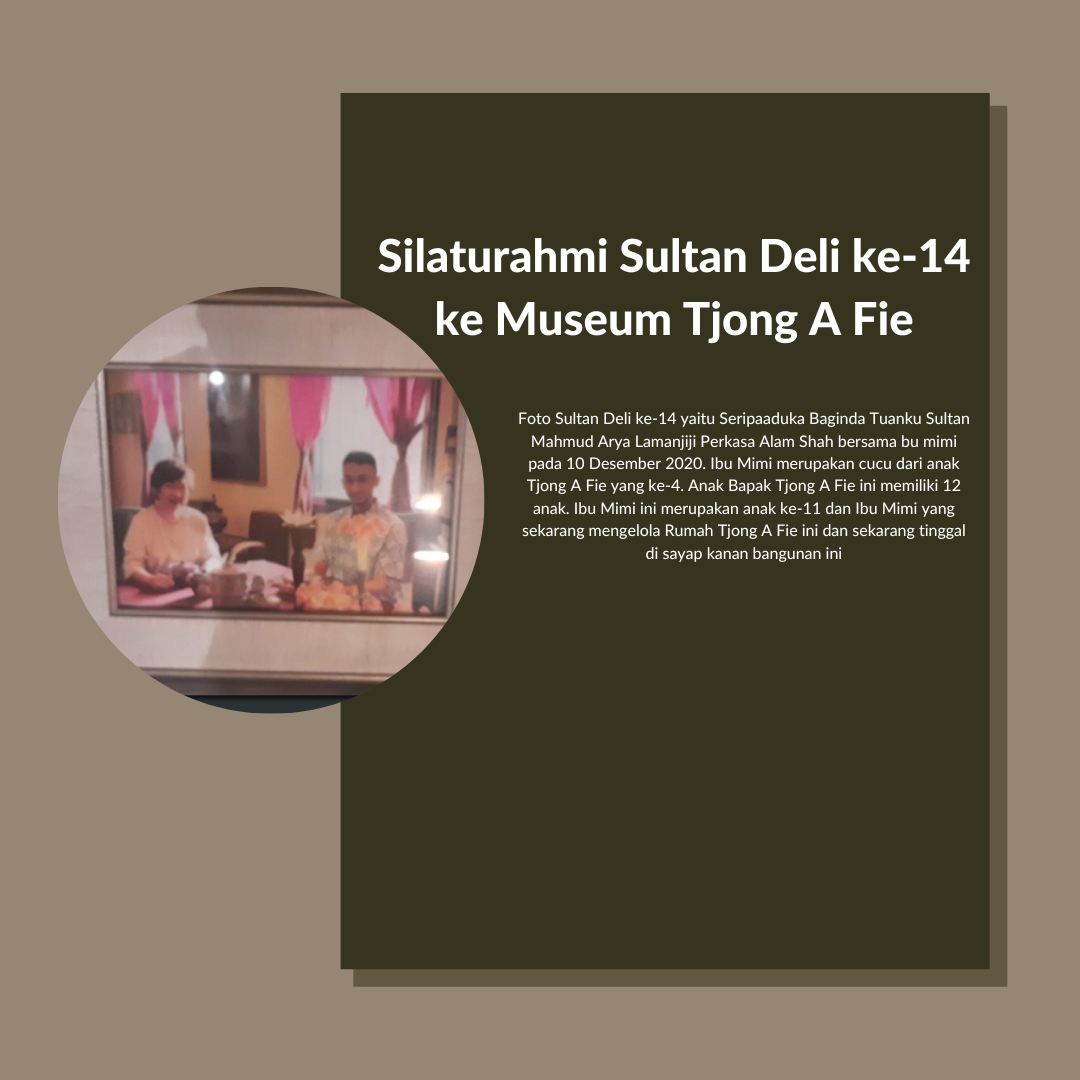 Silaturahmi Sultan Deli ke-14
ke Museum Tjong A Fie
Foto Sultan Deli ke-14 yaitu Seripaaduka Baginda Tuanku Sultan
Mahmud Arya Lamanjiji Perkasa Alam Shah bersama bu mimi
pada 10 Desember 2020. Ibu Mimi merupakan cucu dari anak
Tjong A Fie yang ke-4. Anak Bapak Tjong A Fie ini memiliki 12
anak. Ibu Mimi ini merupakan anak ke-11 dan Ibu Mimi yang
sekarang mengelola Rumah Tjong A Fie ini dan sekarang tinggal
di sayap kanan bangunan ini